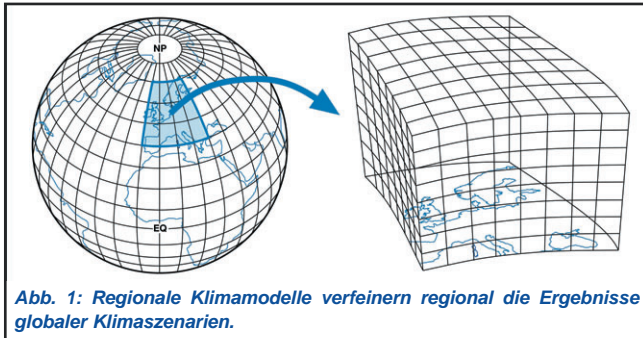 NP
EQ
Abb. 1: Regionale Klimamodelle verfeinern regional die Ergebnisse
globaler Klimaszenarien.